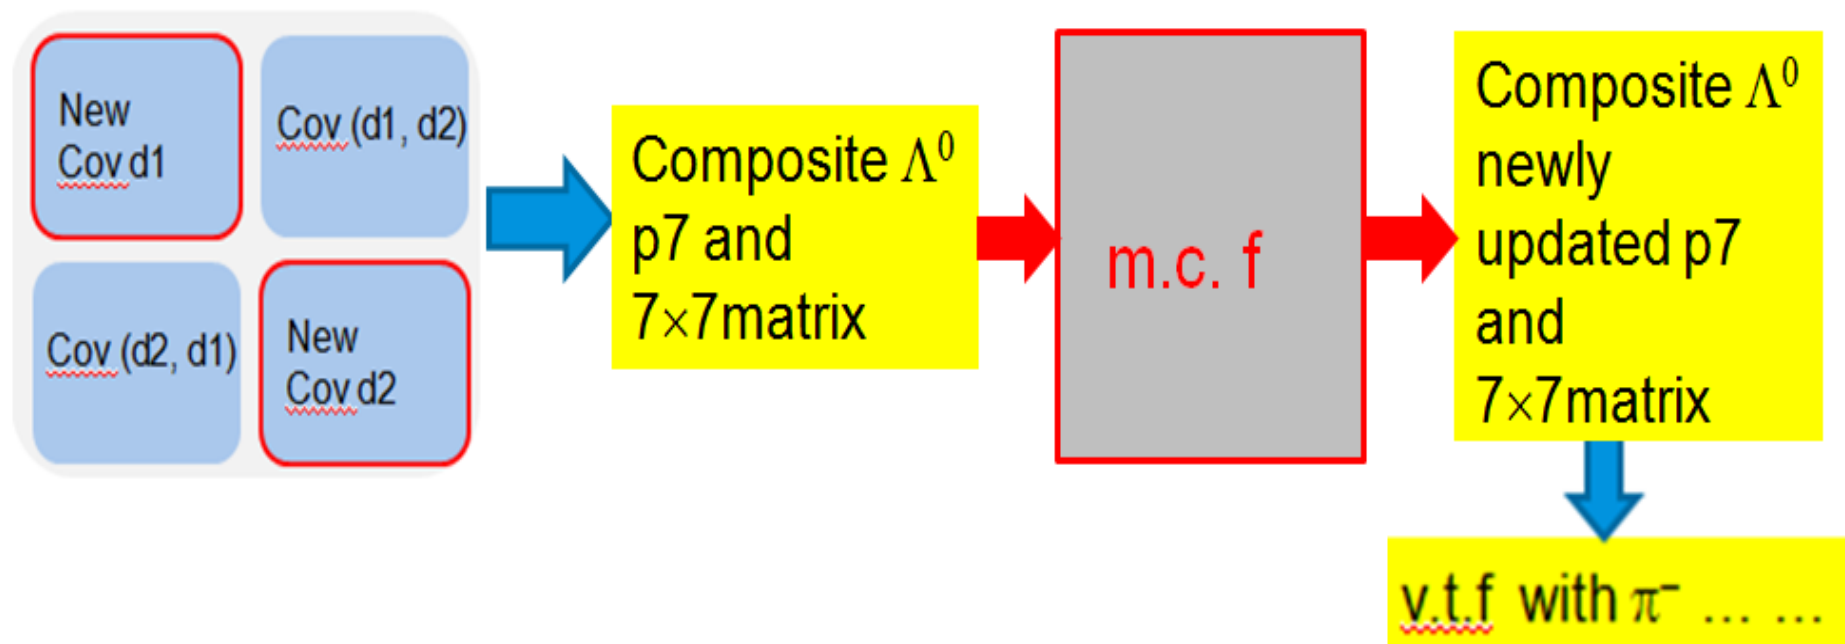 New
Cov d1
Cov (d1, d2)
Cov (d2, d1)
New
Cov d2
Composite Λ⁰
p7 and
7×7matrix
m.c. f
Composite Λ⁰
newly
updated p7
and
7×7matrix
v.t.f with π⁻ ... ...